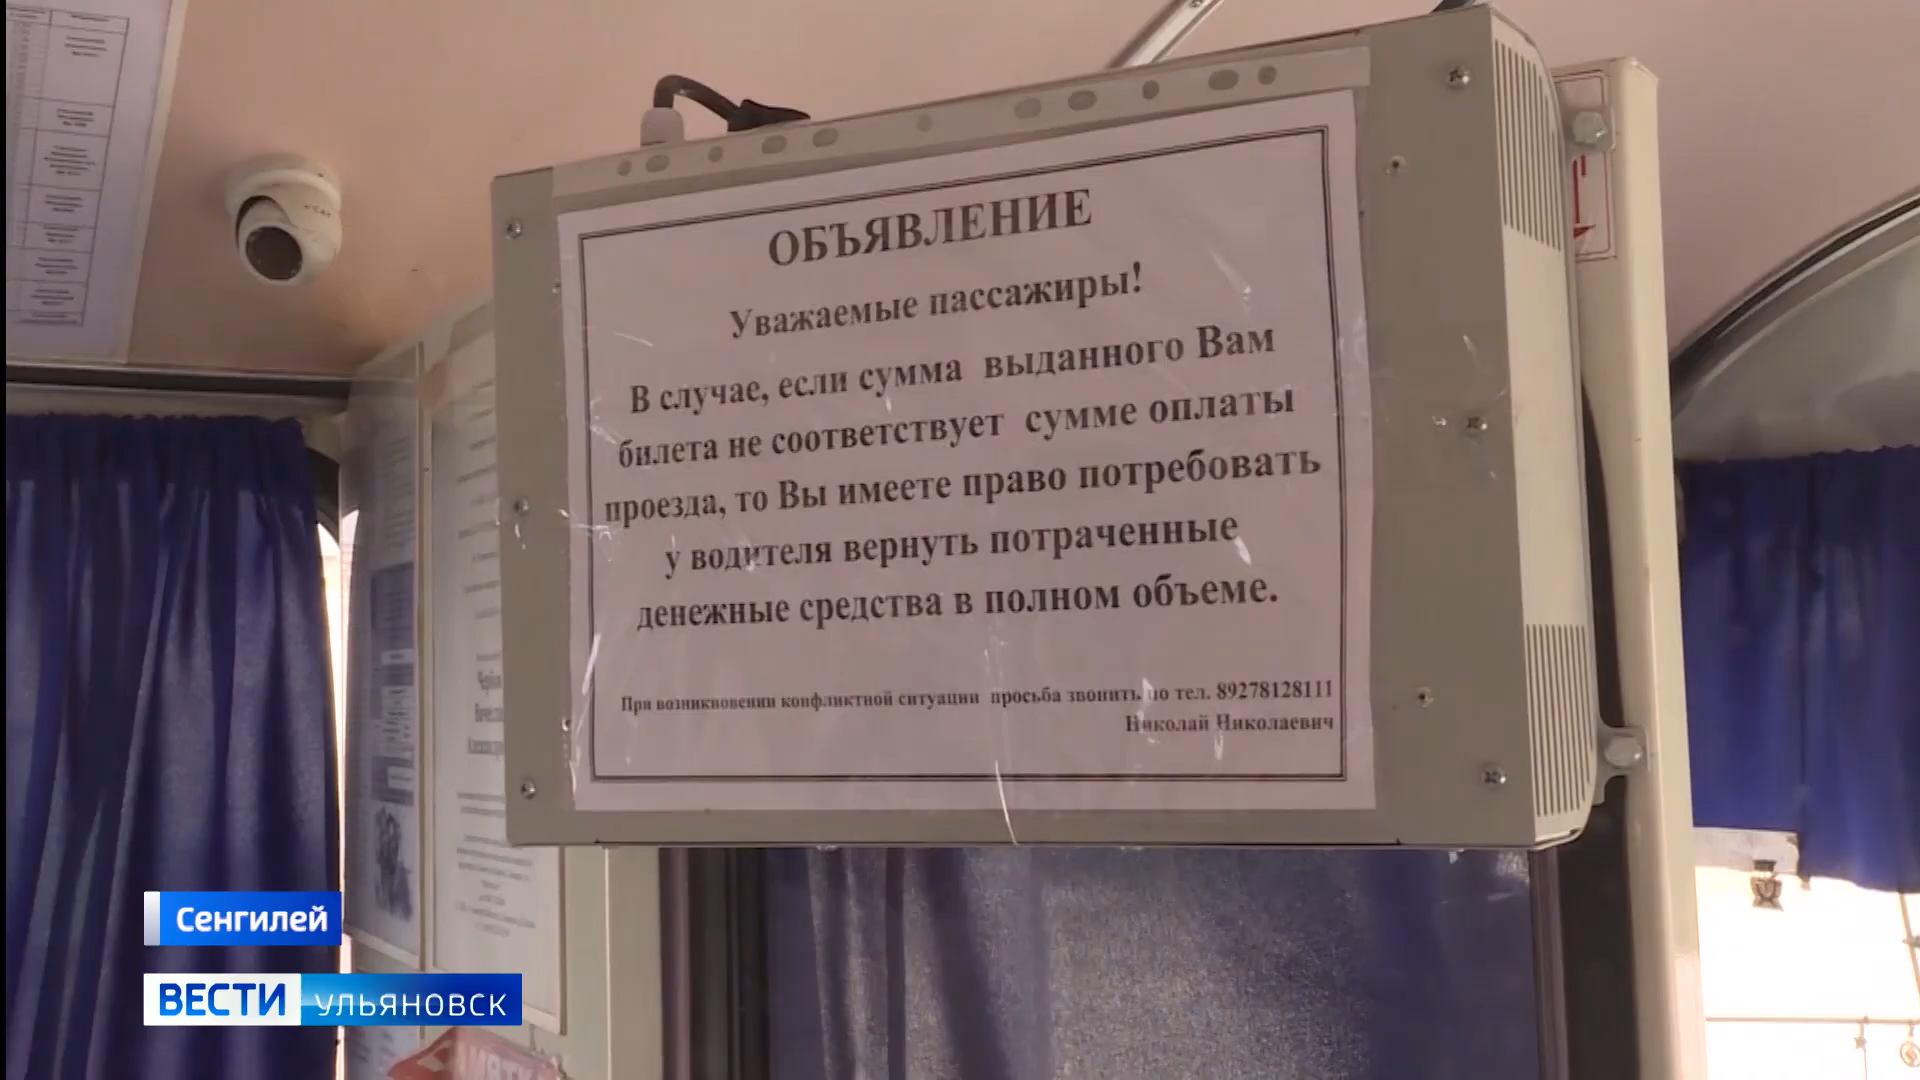 ОБЪЯВЛЕНИЕ
Уважаемые пассажиры!
В случае, если сумма выданного Вам
билета не соответствует сумме оплаты
проезда, то Вы имеете право потребовать
у водителя вернуть потраченные
денежные средства в полном объеме.
При возникновении конфликтной ситуации просьба звонить по тел. 89278128111
Николай Николаевич
Сенгилей
ВЕСТИ УЛЬЯНОВСК